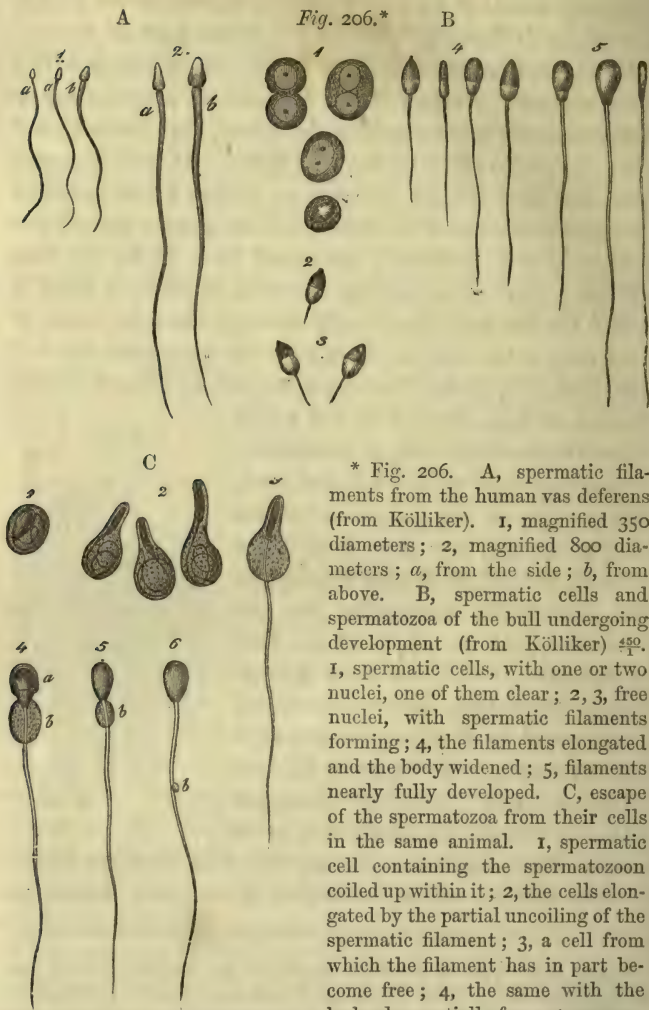 A Fig. 206.* B
1 2. 1 4 5
a a b
a b
2
3
C
1 2 3
4 5 6
a
b b
b
* Fig. 206. A, spermatic fila-
ments from the human vas deferens
(from Kölliker). 1, magnified 350
diameters; 2, magnified 800 dia-
meters; a, from the side; b, from
above. B, spermatic cells and
spermatozoa of the bull undergoing
development (from Kölliker) 450/1.
1, spermatic cells, with one or two
nuclei, one of them clear; 2, 3, free
nuclei, with spermatic filaments
forming; 4, the filaments elongated
and the body widened; 5, filaments
nearly fully developed. C, escape
of the spermatozoa from their cells
in the same animal. 1, spermatic
cell containing the spermatozoon
coiled up within it; 2, the cells elon-
gated by the partial uncoiling of the
spermatic filament; 3, a cell from
which the filament has in part be-
come free; 4, the same with the